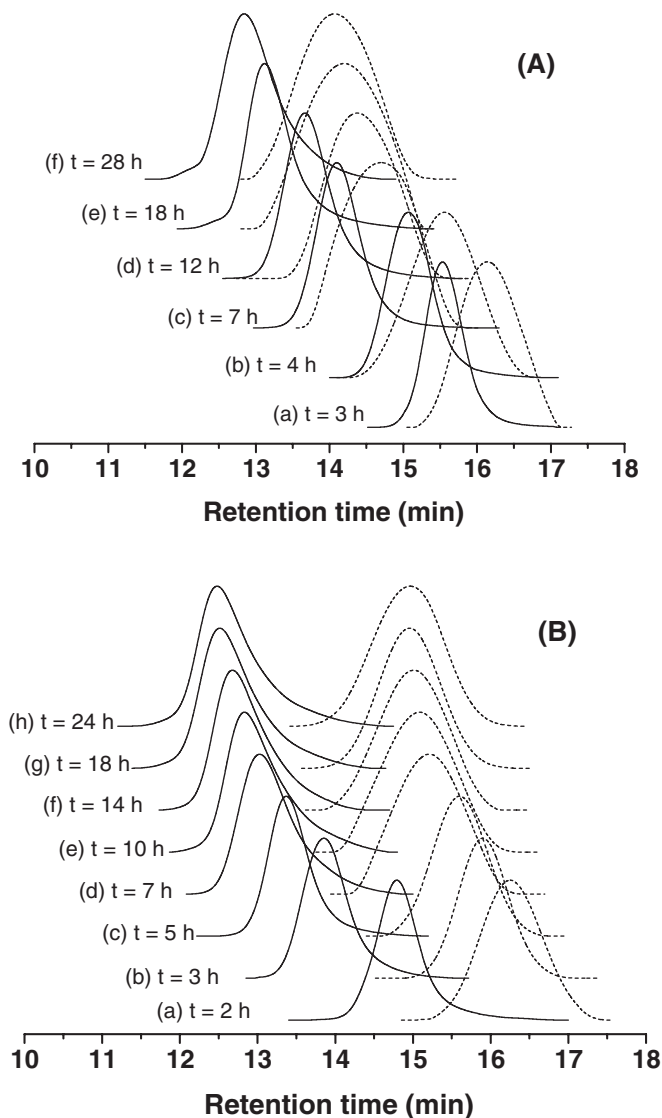 (A)
(f) t = 28 h
(e) t = 18 h
(d) t = 12 h
(c) t = 7 h
(b) t = 4 h
(a) t = 3 h
10 11 12 13 14 15 16 17 18
Retention time (min)
(B)
(h) t = 24 h
(g) t = 18 h
(f) t = 14 h
(e) t = 10 h
(d) t = 7 h
(c) t = 5 h
(b) t = 3 h
(a) t = 2 h
10 11 12 13 14 15 16 17 18
Retention time (min)